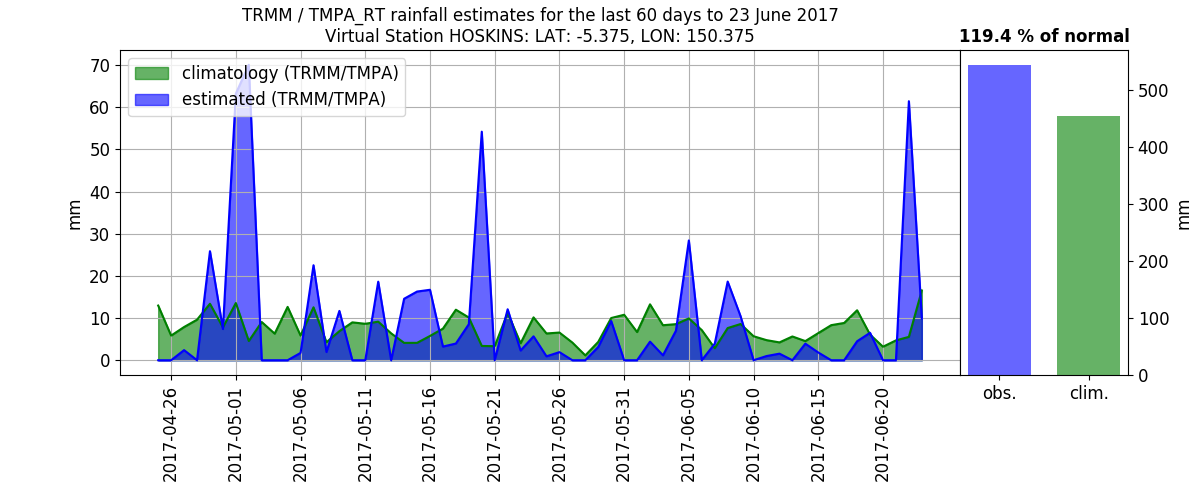 TRMM / TMPA_RT rainfall estimates for the last 60 days to 23 June 2017
Virtual Station HOSKINS: LAT: -5.375, LON: 150.375
119.4 % of normal
climatology (TRMM/TMPA)
estimated (TRMM/TMPA)
mm
70
60
50
40
30
20
10
0
2017-04-26
2017-05-01
2017-05-06
2017-05-11
2017-05-16
2017-05-21
2017-05-26
2017-05-31
2017-06-05
2017-06-10
2017-06-15
2017-06-20
500
400
300
200
100
0
mm
obs.
clim.